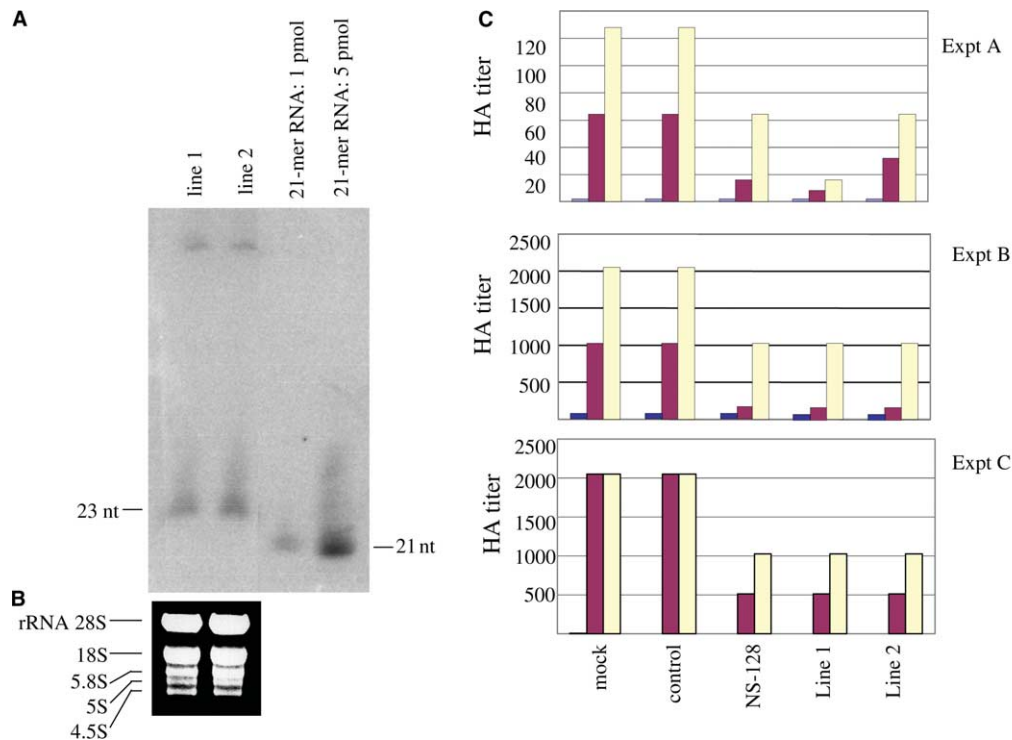 A
line 1
line 2
21-mer RNA: 1 pmol
21-mer RNA: 5 pmol
23 nt
21 nt
B
rRNA 28S
18S
5.8S
5S
4.5S
C
Expt A
HA titer
120
100
80
60
40
20
Expt B
HA titer
2500
2000
1500
1000
500
Expt C
HA titer
2500
2000
1500
1000
500
mock
control
NS-128
Line 1
Line 2